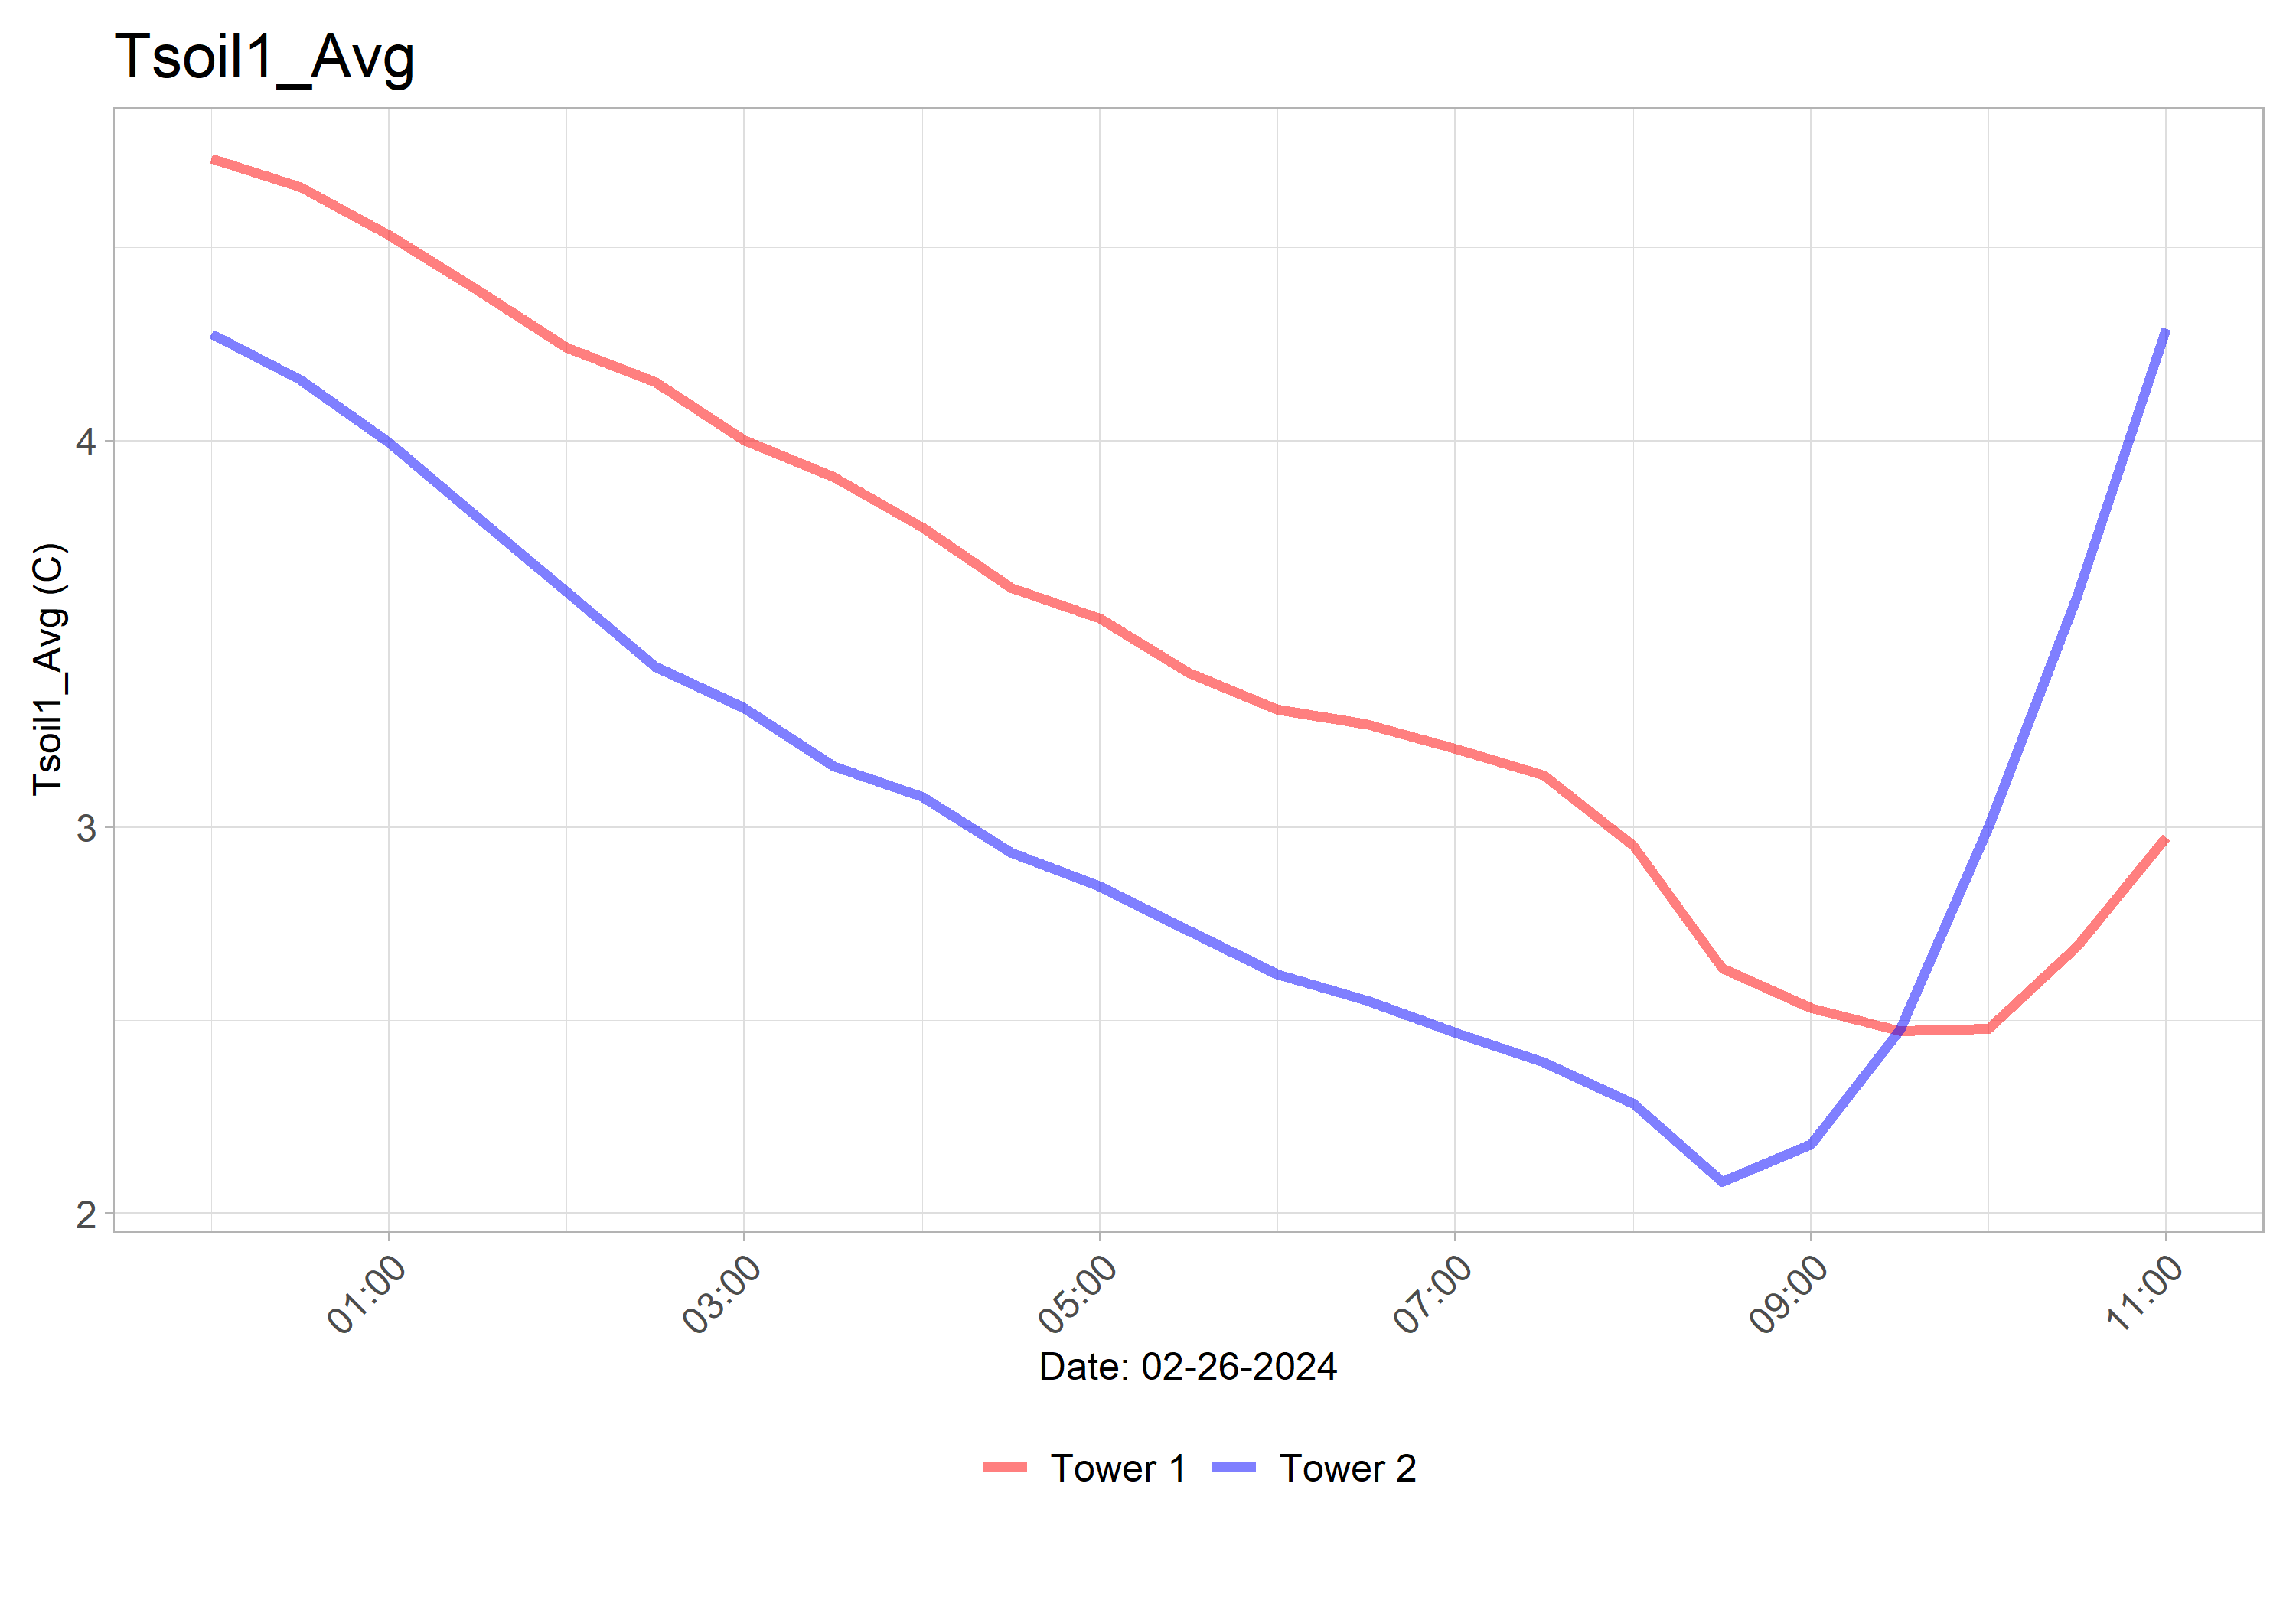 Tsoil1_Avg
Tsoil1_Avg (C)
4
3
2
01:00
03:00
05:00
07:00
09:00
11:00
Date: 02-26-2024
Tower 1
Tower 2